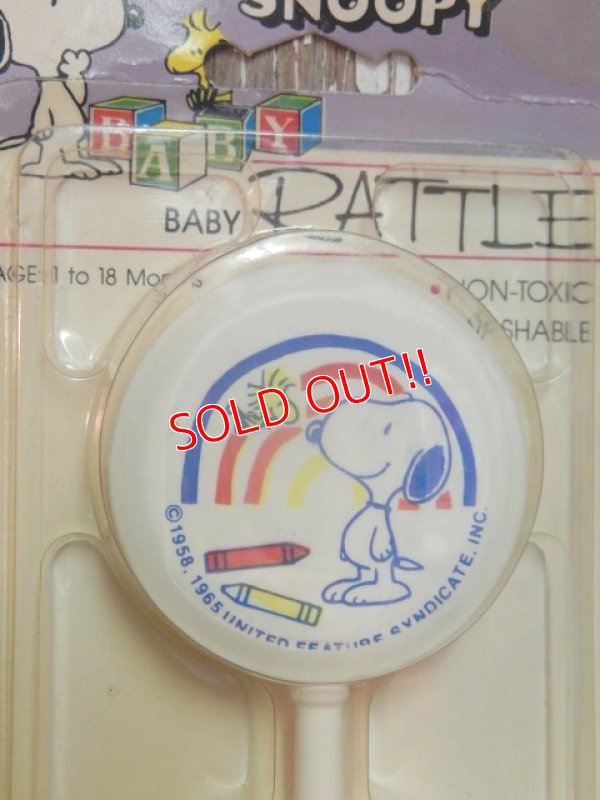 SNOOPY
BABY
BABY RATTLE
AGE: 1 to 18 Mo
NON-TOXIC
SHABLE
SOLD OUT!!
©1958, 1965 UNITED FEATURE SYNDICATE, INC.